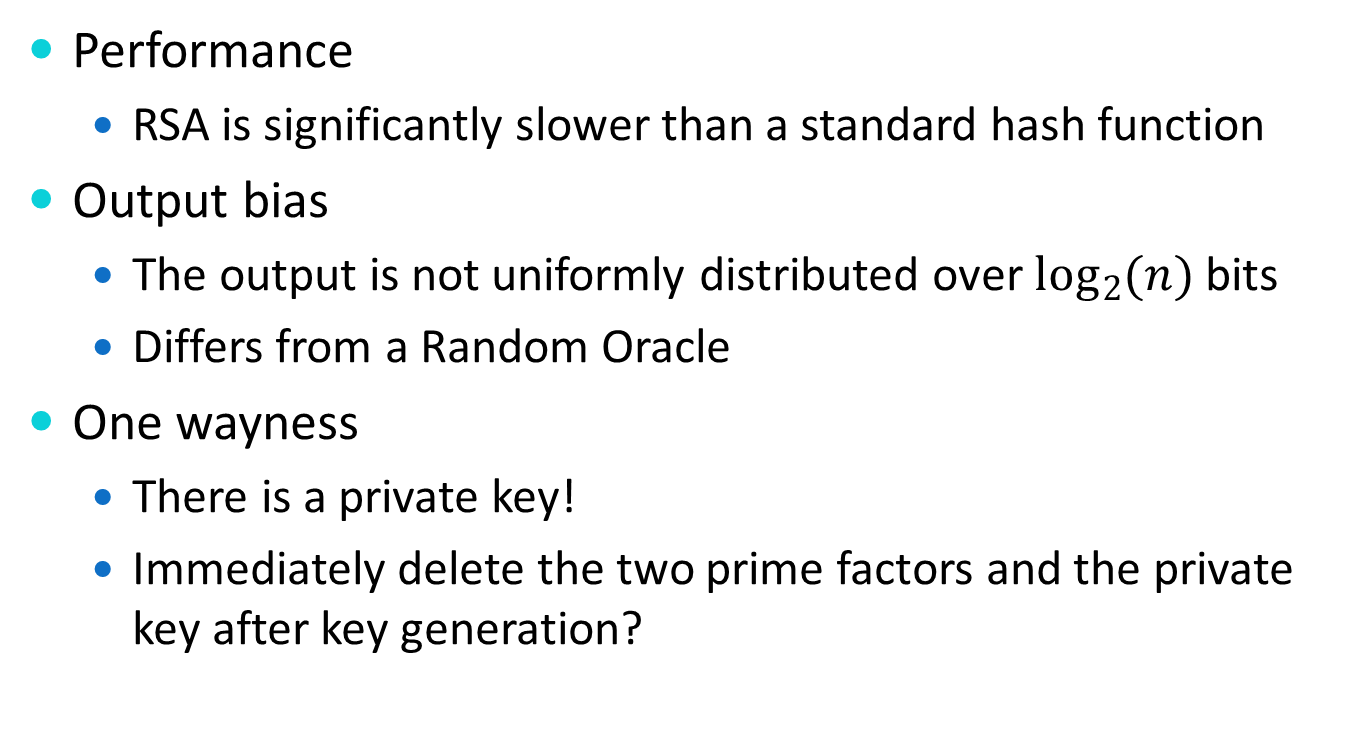 Performance
RSA is significantly slower than a standard hash function
Output bias
The output is not uniformly distributed over log₂(n) bits
Differs from a Random Oracle
One wayness
There is a private key!
Immediately delete the two prime factors and the private
key after key generation?